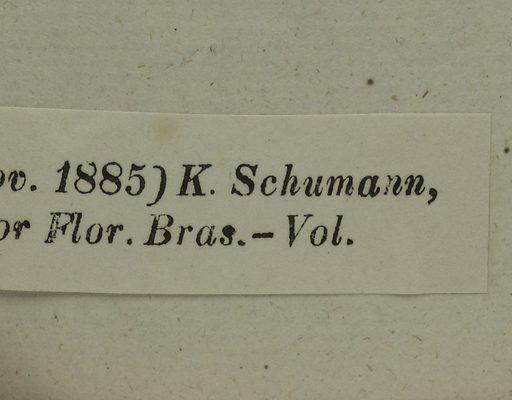 ov. 1885) K. Schumann,
or Flor. Bras.– Vol.